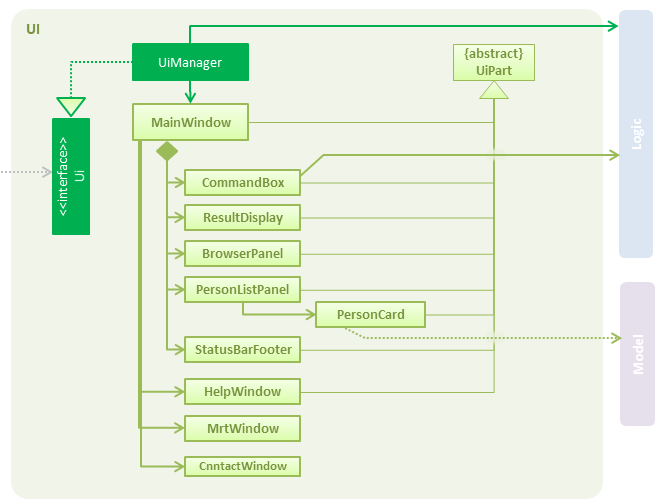 UI
UiManager
{abstract}
UiPart
MainWindow
<<interface>>
Ui
CommandBox
ResultDisplay
BrowserPanel
PersonListPanel
PersonCard
StatusBarFooter
HelpWindow
MrtWindow
CnntactWindow
Logic
Model